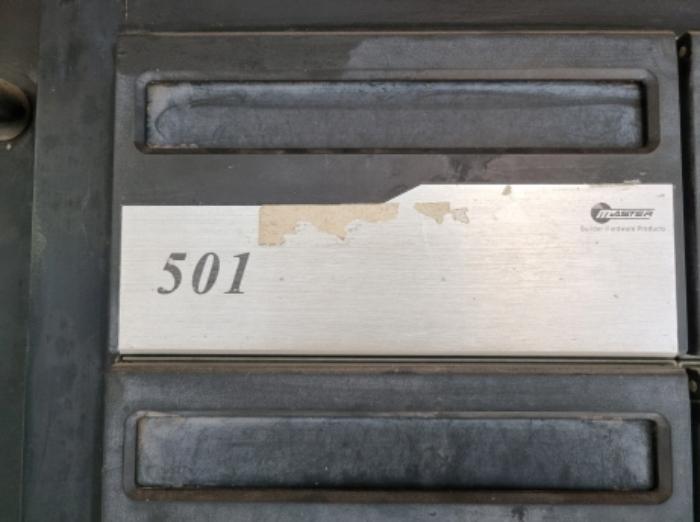 501
MASTER
Builder Hardware Products